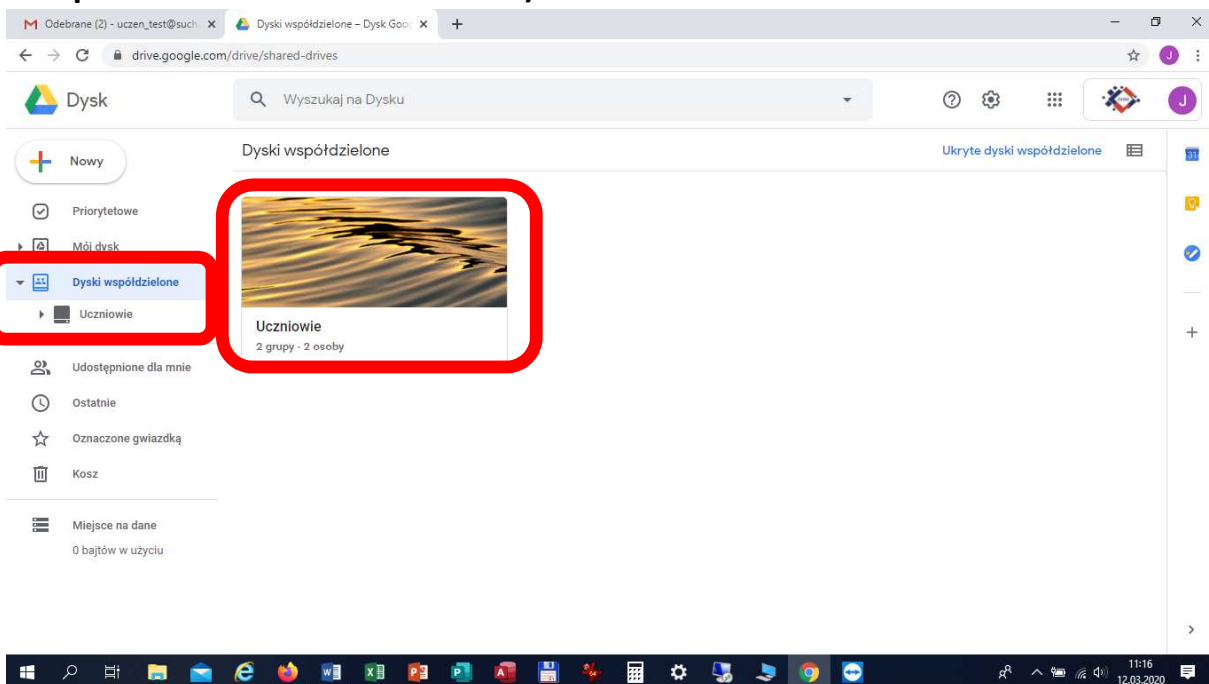 Odebrane (2) - uczen_test@such
Dyski współdzielone – Dysk Goo
drive.google.com/drive/shared-drives
J
Dysk
Wyszukaj na Dysku
J
Nowy
Dyski współdzielone
Ukryte dyski współdzielone
31
Priorytetowe
Mój dysk
Dyski współdzielone
Uczniowie
Uczniowie
2 grupy · 2 osoby
Udostępnione dla mnie
Ostatnie
Oznaczone gwiazdką
Kosz
Miejsce na dane
0 bajtów w użyciu
11:16
12.03.2020